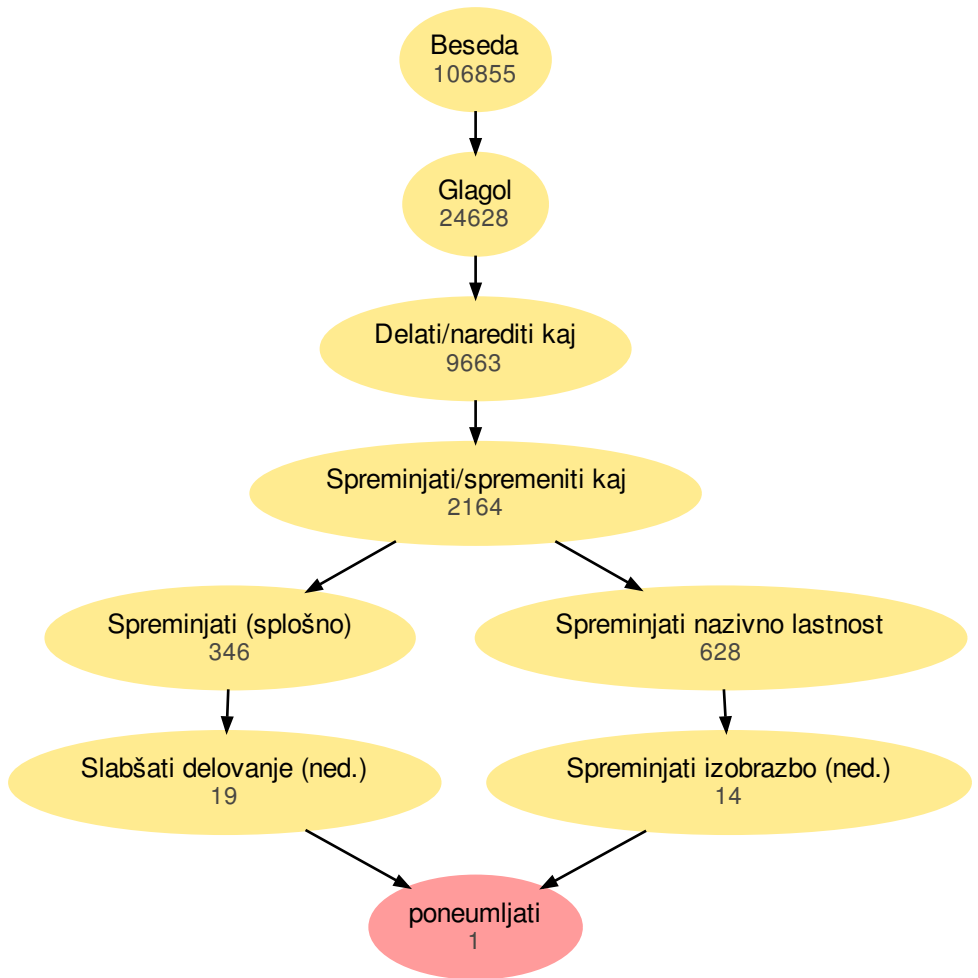 Beseda
106855
Glagol
24628
Delati/narediti kaj
9663
Spreminjati/spremeniti kaj
2164
Spreminjati (splošno)
346
Spreminjati nazivno lastnost
628
Slabšati delovanje (ned.)
19
Spreminjati izobrazbo (ned.)
14
poneumljati
1